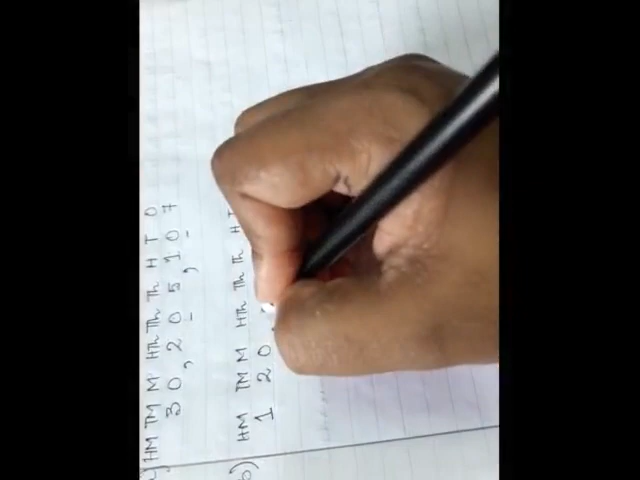 HM TM M HTh TTh Th H T O
3 0 , 2 0 5 , 1 0 7
b) HM TM M HTh TTh Th H T
1 2 0 ,